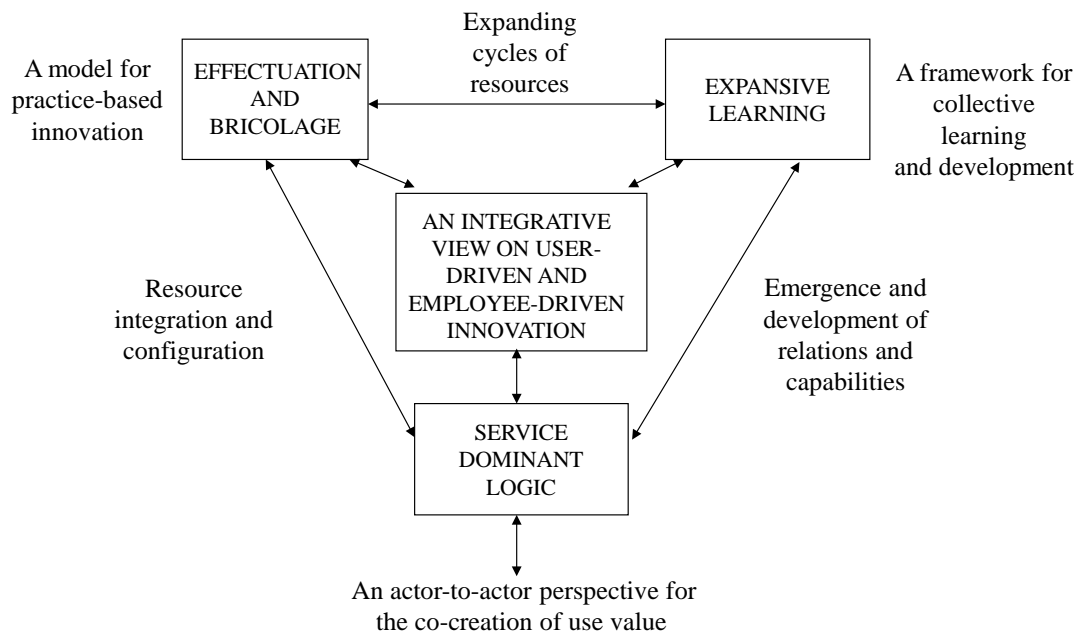 Expanding
cycles of
resources
A model for
practice-based
innovation
EFFECTUATION
AND
BRICOLAGE
EXPANSIVE
LEARNING
A framework for
collective
learning
and development
AN INTEGRATIVE
VIEW ON USER-
DRIVEN AND
EMPLOYEE-DRIVEN
INNOVATION
Resource
integration and
configuration
Emergence and
development of
relations and
capabilities
SERVICE
DOMINANT
LOGIC
An actor-to-actor perspective for
the co-creation of use value